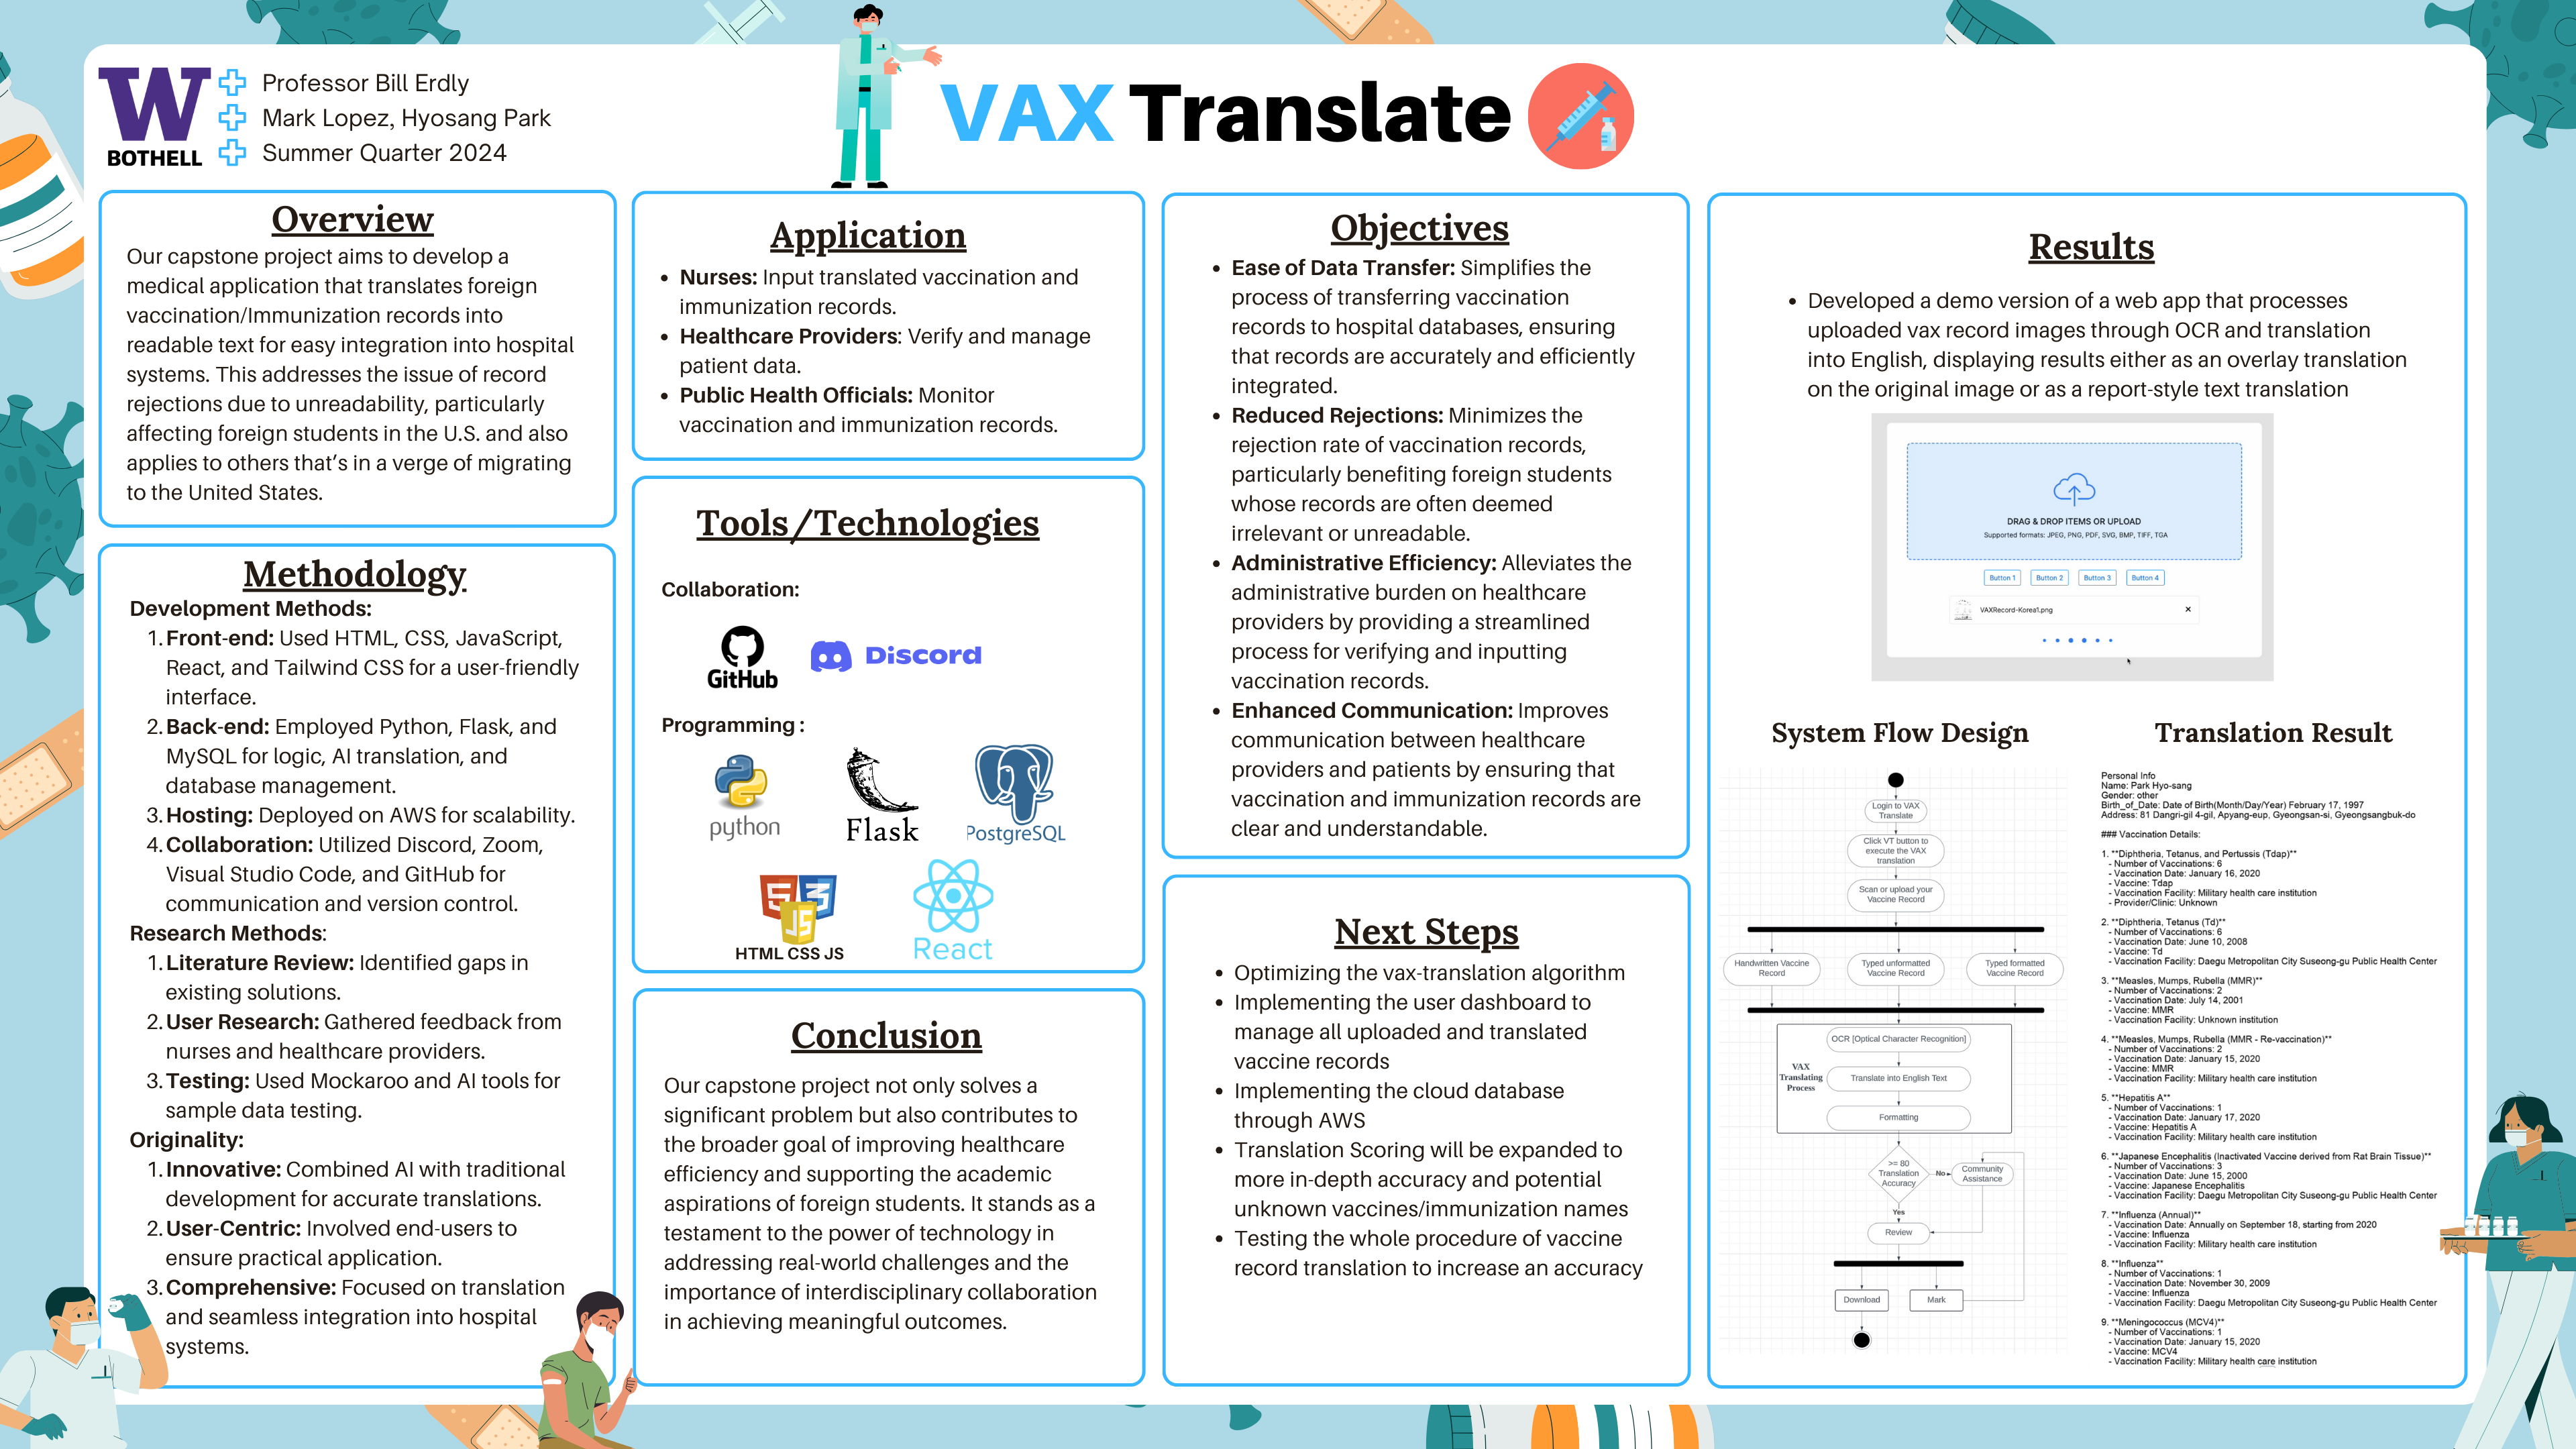 W
BOTHELL
Professor Bill Erdly
Mark Lopez, Hyosang Park
Summer Quarter 2024
VAX Translate
Overview
Our capstone project aims to develop a
medical application that translates foreign
vaccination/Immunization records into
readable text for easy integration into hospital
systems. This addresses the issue of record
rejections due to unreadability, particularly
affecting foreign students in the U.S. and also
applies to others that's in a verge of migrating
to the United States.
Methodology
Development Methods:
1. Front-end: Used HTML, CSS, JavaScript,
React, and Tailwind CSS for a user-friendly
interface.
2. Back-end: Employed Python, Flask, and
MySQL for logic, AI translation, and
database management.
3. Hosting: Deployed on AWS for scalability.
4. Collaboration: Utilized Discord, Zoom,
Visual Studio Code, and GitHub for
communication and version control.
Research Methods:
1. Literature Review: Identified gaps in
existing solutions.
2. User Research: Gathered feedback from
nurses and healthcare providers.
3. Testing: Used Mockaroo and AI tools for
sample data testing.
Originality:
1. Innovative: Combined AI with traditional
development for accurate translations.
2. User-Centric: Involved end-users to
ensure practical application.
3. Comprehensive: Focused on translation
and seamless integration into hospital
systems.
Application
• Nurses: Input translated vaccination and
immunization records.
• Healthcare Providers: Verify and manage
patient data.
• Public Health Officials: Monitor
vaccination and immunization records.
Tools/Technologies
Collaboration:
GitHub
Discord
Programming :
python
Flask
PostgreSQL
5 3
JS
HTML CSS JS
React
Conclusion
Our capstone project not only solves a
significant problem but also contributes to
the broader goal of improving healthcare
efficiency and supporting the academic
aspirations of foreign students. It stands as a
testament to the power of technology in
addressing real-world challenges and the
importance of interdisciplinary collaboration
in achieving meaningful outcomes.
Objectives
• Ease of Data Transfer: Simplifies the
process of transferring vaccination
records to hospital databases, ensuring
that records are accurately and efficiently
integrated.
• Reduced Rejections: Minimizes the
rejection rate of vaccination records,
particularly benefiting foreign students
whose records are often deemed
irrelevant or unreadable.
• Administrative Efficiency: Alleviates the
administrative burden on healthcare
providers by providing a streamlined
process for verifying and inputting
vaccination records.
• Enhanced Communication: Improves
communication between healthcare
providers and patients by ensuring that
vaccination and immunization records are
clear and understandable.
Next Steps
• Optimizing the vax-translation algorithm
• Implementing the user dashboard to
manage all uploaded and translated
vaccine records
• Implementing the cloud database
through AWS
• Translation Scoring will be expanded to
more in-depth accuracy and potential
unknown vaccines/immunization names
• Testing the whole procedure of vaccine
record translation to increase an accuracy
Results
• Developed a demo version of a web app that processes
uploaded vax record images through OCR and translation
into English, displaying results either as an overlay translation
on the original image or as a report-style text translation
DRAG & DROP ITEMS OR UPLOAD
Supported formats: JPEG, PNG, PDF, SVG, BMP, TIFF, TGA
Button 1 Button 2 Button 3 Button 4
VAXRecord-Korea1.png
System Flow Design
Login to VAX
Translate
Click VT button to
execute the VAX
translation
Scan or upload your
Vaccine Record
Handwritten Vaccine
Record
Typed unformatted
Vaccine Record
Typed formatted
Vaccine Record
VAX
Translating
Process
OCR [Optical Character Recognition]
Translate into English Text
Formatting
>= 80
Translation
Accuracy
No
Community
Assistance
Yes
Review
Download
Mark
Translation Result
Personal Info
Name: Park Hyo-sang
Gender: other
Birth_of_Date: Date of Birth(Month/Day/Year) February 17, 1997
Address: 81 Dangri-gil 4-gil, Apyang-eup, Gyeongsan-si, Gyeongsangbuk-do
### Vaccination Details:
1. **Diphtheria, Tetanus, and Pertussis (Tdap)**
- Number of Vaccinations: 6
- Vaccination Date: January 16, 2020
- Vaccine: Tdap
- Vaccination Facility: Military health care institution
- Provider/Clinic: Unknown
2. **Diphtheria, Tetanus (Td)**
- Number of Vaccinations: 6
- Vaccination Date: June 10, 2008
- Vaccine: Td
- Vaccination Facility: Daegu Metropolitan City Suseong-gu Public Health Center
3. **Measles, Mumps, Rubella (MMR)**
- Number of Vaccinations: 2
- Vaccination Date: July 14, 2001
- Vaccine: MMR
- Vaccination Facility: Unknown institution
4. **Measles, Mumps, Rubella (MMR - Re-vaccination)**
- Number of Vaccinations: 2
- Vaccination Date: January 15, 2020
- Vaccine: MMR
- Vaccination Facility: Military health care institution
5. **Hepatitis A**
- Number of Vaccinations: 1
- Vaccination Date: January 17, 2020
- Vaccine: Hepatitis A
- Vaccination Facility: Military health care institution
6. **Japanese Encephalitis (Inactivated Vaccine derived from Rat Brain Tissue)**
- Number of Vaccinations: 3
- Vaccination Date: June 15, 2000
- Vaccine: Japanese Encephalitis
- Vaccination Facility: Daegu Metropolitan City Suseong-gu Public Health Center
7. **Influenza (Annual)**
- Vaccination Date: Annually on September 18, starting from 2020
- Vaccine: Influenza
- Vaccination Facility: Military health care institution
8. **Influenza**
- Number of Vaccinations: 1
- Vaccination Date: November 30, 2009
- Vaccine: Influenza
- Vaccination Facility: Daegu Metropolitan City Suseong-gu Public Health Center
9. **Meningococcus (MCV4)**
- Number of Vaccinations: 1
- Vaccination Date: January 15, 2020
- Vaccine: MCV4
- Vaccination Facility: Military health care institution